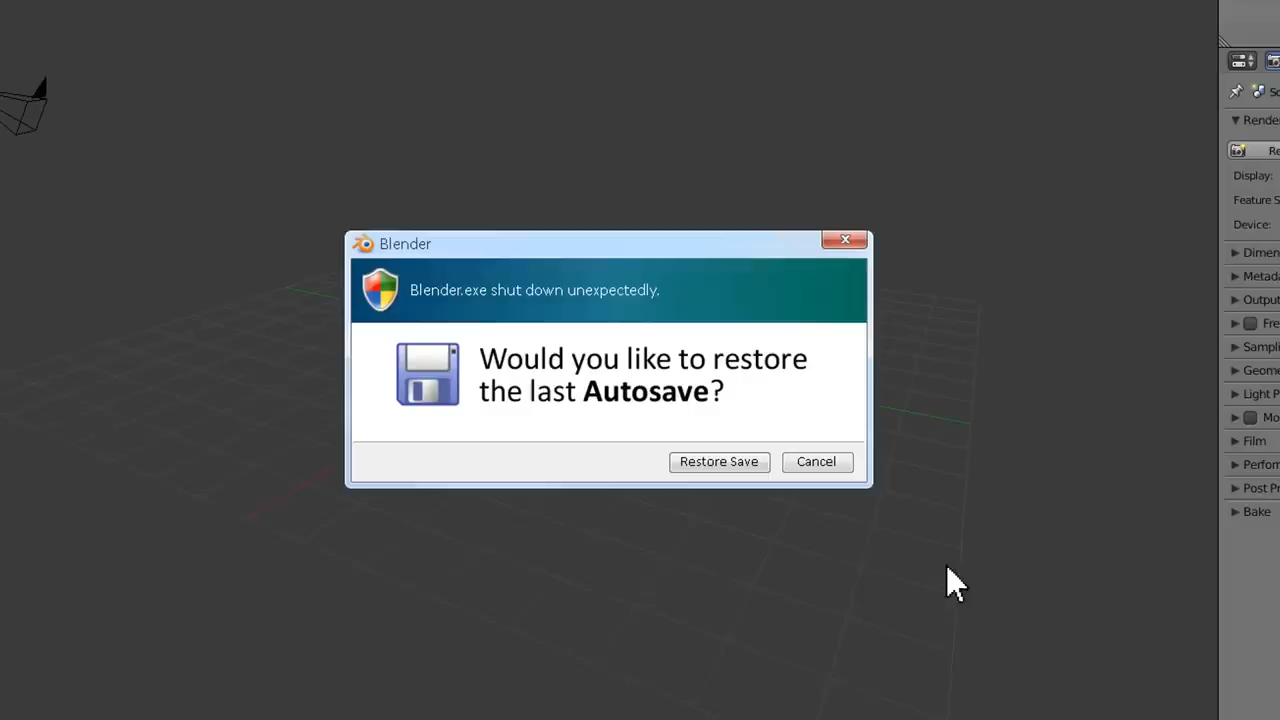 Blender
Blender.exe shut down unexpectedly.
Would you like to restore
the last Autosave?
Restore Save
Cancel
Display:
Device:
Film
Bake